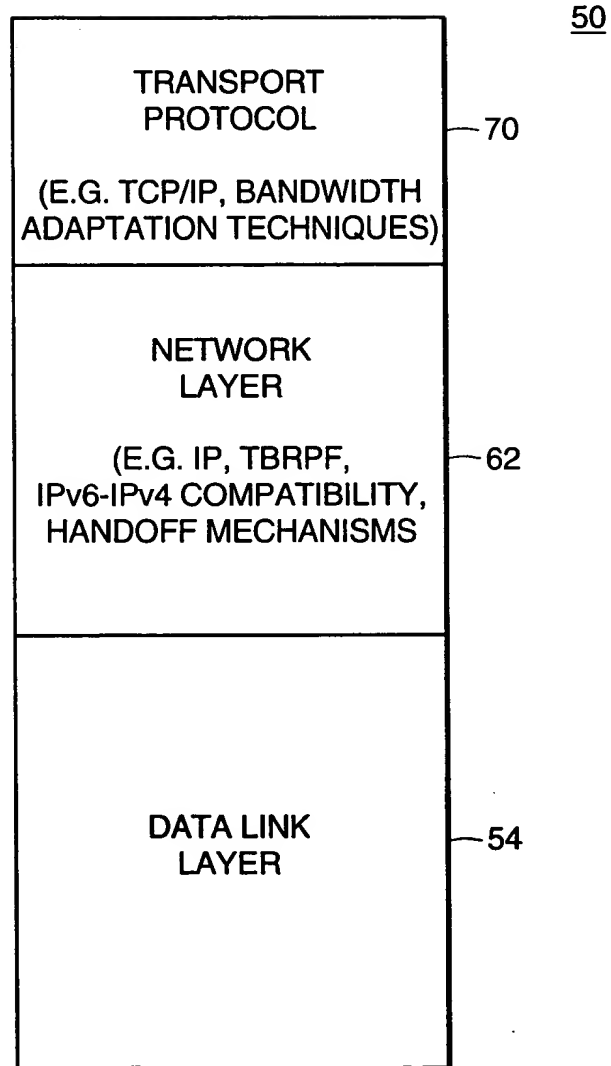 50
TRANSPORT
PROTOCOL
(E.G. TCP/IP, BANDWIDTH
ADAPTATION TECHNIQUES)
70
NETWORK
LAYER
(E.G. IP, TBRPF,
IPv6-IPv4 COMPATIBILITY,
HANDOFF MECHANISMS
62
DATA LINK
LAYER
54